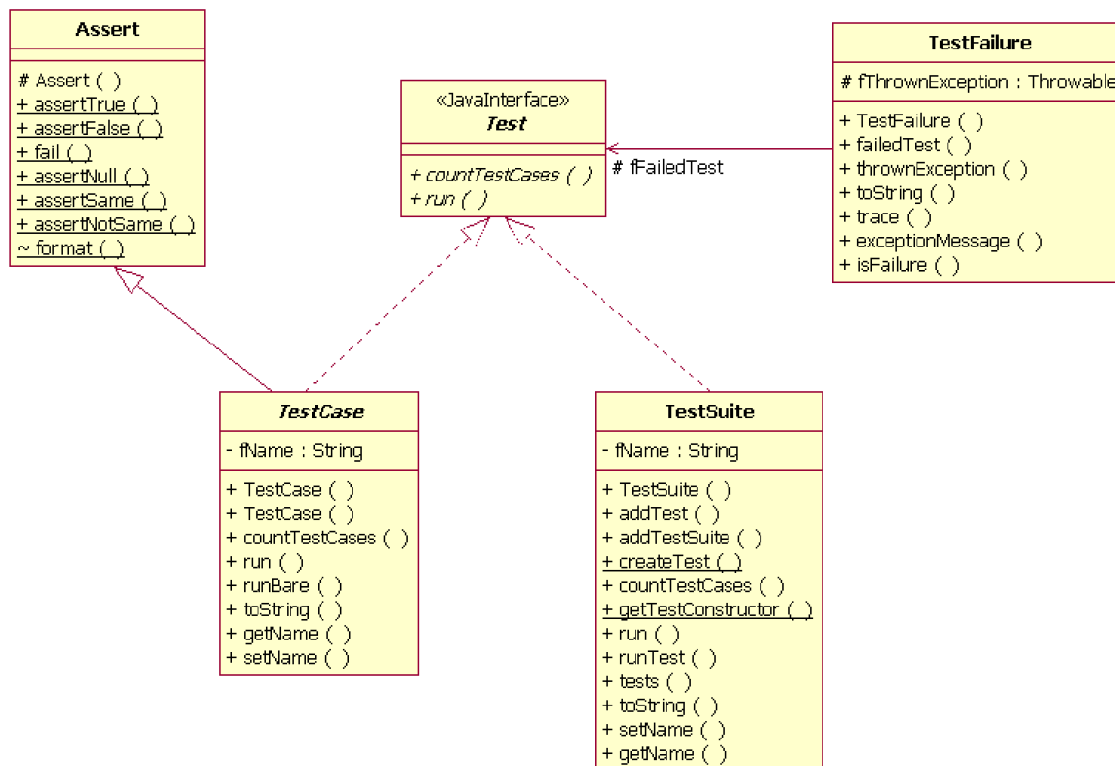 Assert
# Assert ( )
+ assertTrue ( )
+ assertFalse ( )
+ fail ( )
+ assertNull ( )
+ assertSame ( )
+ assertNotSame ( )
~ format ( )
«JavaInterface»
Test
+ countTestCases ( )
+ run ( )
# fFailedTest
TestFailure
# fThrownException : Throwable
+ TestFailure ( )
+ failedTest ( )
+ thrownException ( )
+ toString ( )
+ trace ( )
+ exceptionMessage ( )
+ isFailure ( )
TestCase
- fName : String
+ TestCase ( )
+ TestCase ( )
+ countTestCases ( )
+ run ( )
+ runBare ( )
+ toString ( )
+ getName ( )
+ setName ( )
TestSuite
- fName : String
+ TestSuite ( )
+ addTest ( )
+ addTestSuite ( )
+ createTest ( )
+ countTestCases ( )
+ getTestConstructor ( )
+ run ( )
+ runTest ( )
+ tests ( )
+ toString ( )
+ setName ( )
+ getName ( )